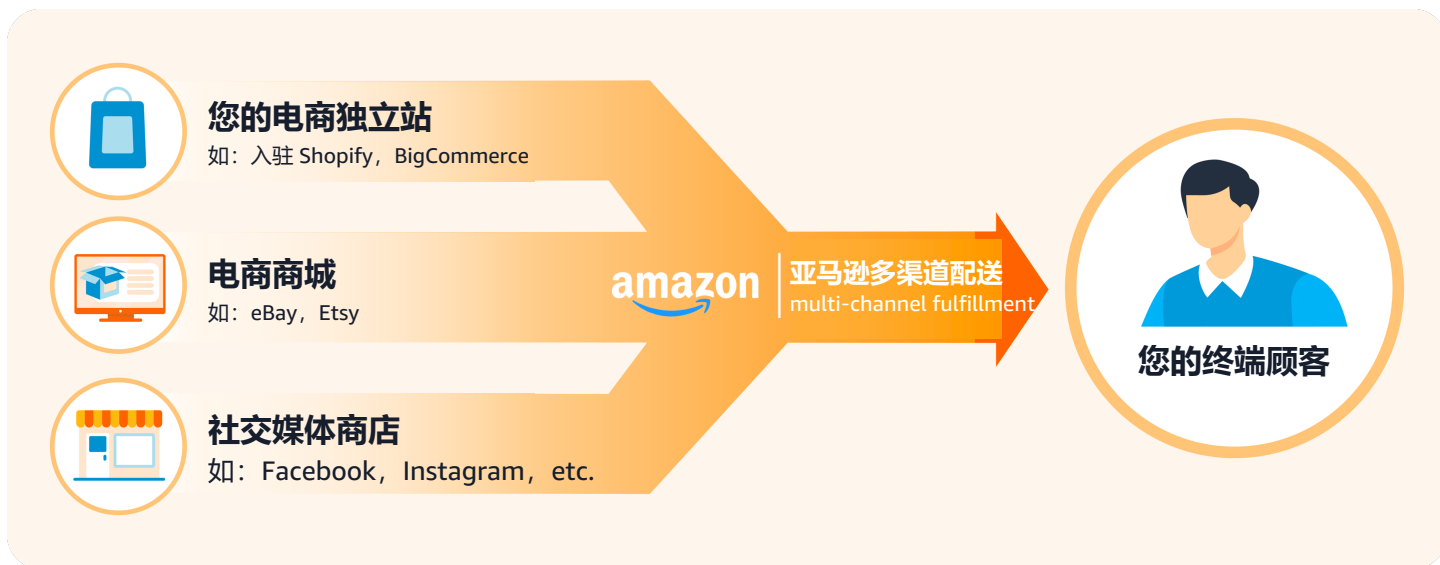 您的电商独立站
如：入驻 Shopify，BigCommerce
电商商城
如：eBay，Etsy
社交媒体商店
如：Facebook，Instagram，etc.
amazon
亚马逊多渠道配送
multi-channel fulfillment
您的终端顾客